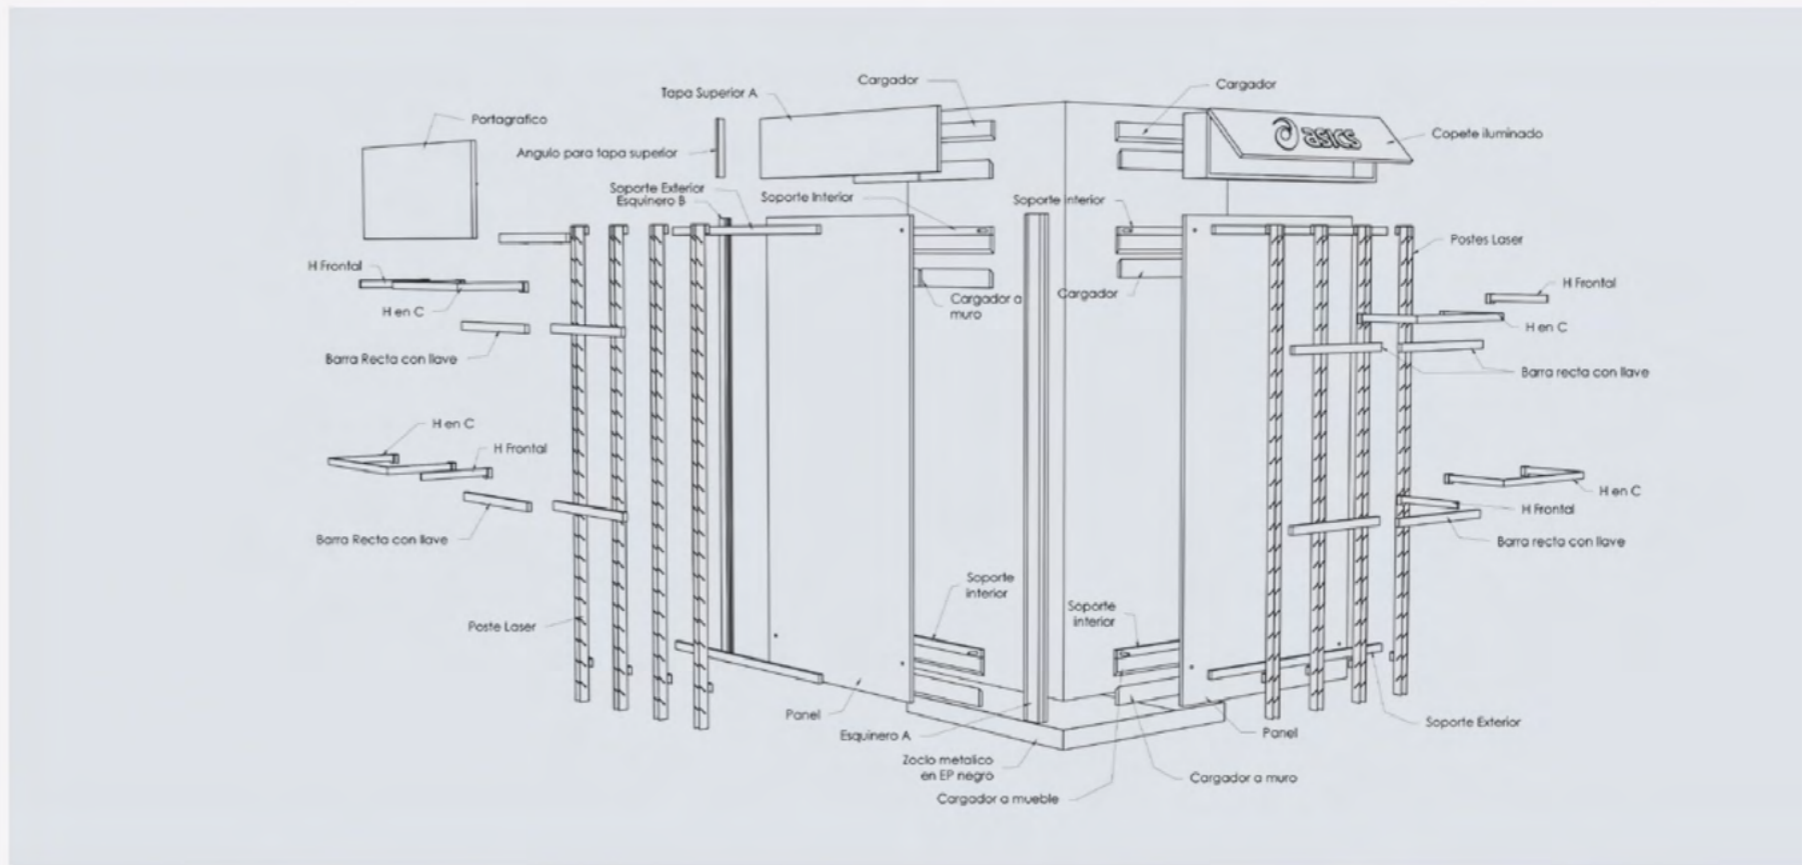 Cargador
Cargador
Tapa Superior A
Portagrafico
Copete iluminado
asics
Angulo para tapa superior
Soporte Exterior
Esquinero B
Soporte Interior
Soporte interior
Postes Laser
H Frontal
H en C
Cargador a
muro
Cargador
H Frontal
H en C
Barra Recta con llave
Barra recta con llave
H en C
H Frontal
H en C
H Frontal
Barra Recta con llave
Barra recta con llave
Soporte
interior
Soporte
interior
Poste Laser
Panel
Esquinero A
Soporte Exterior
Panel
Zoclo metalico
en EP negro
Cargador a muro
Cargador a mueble